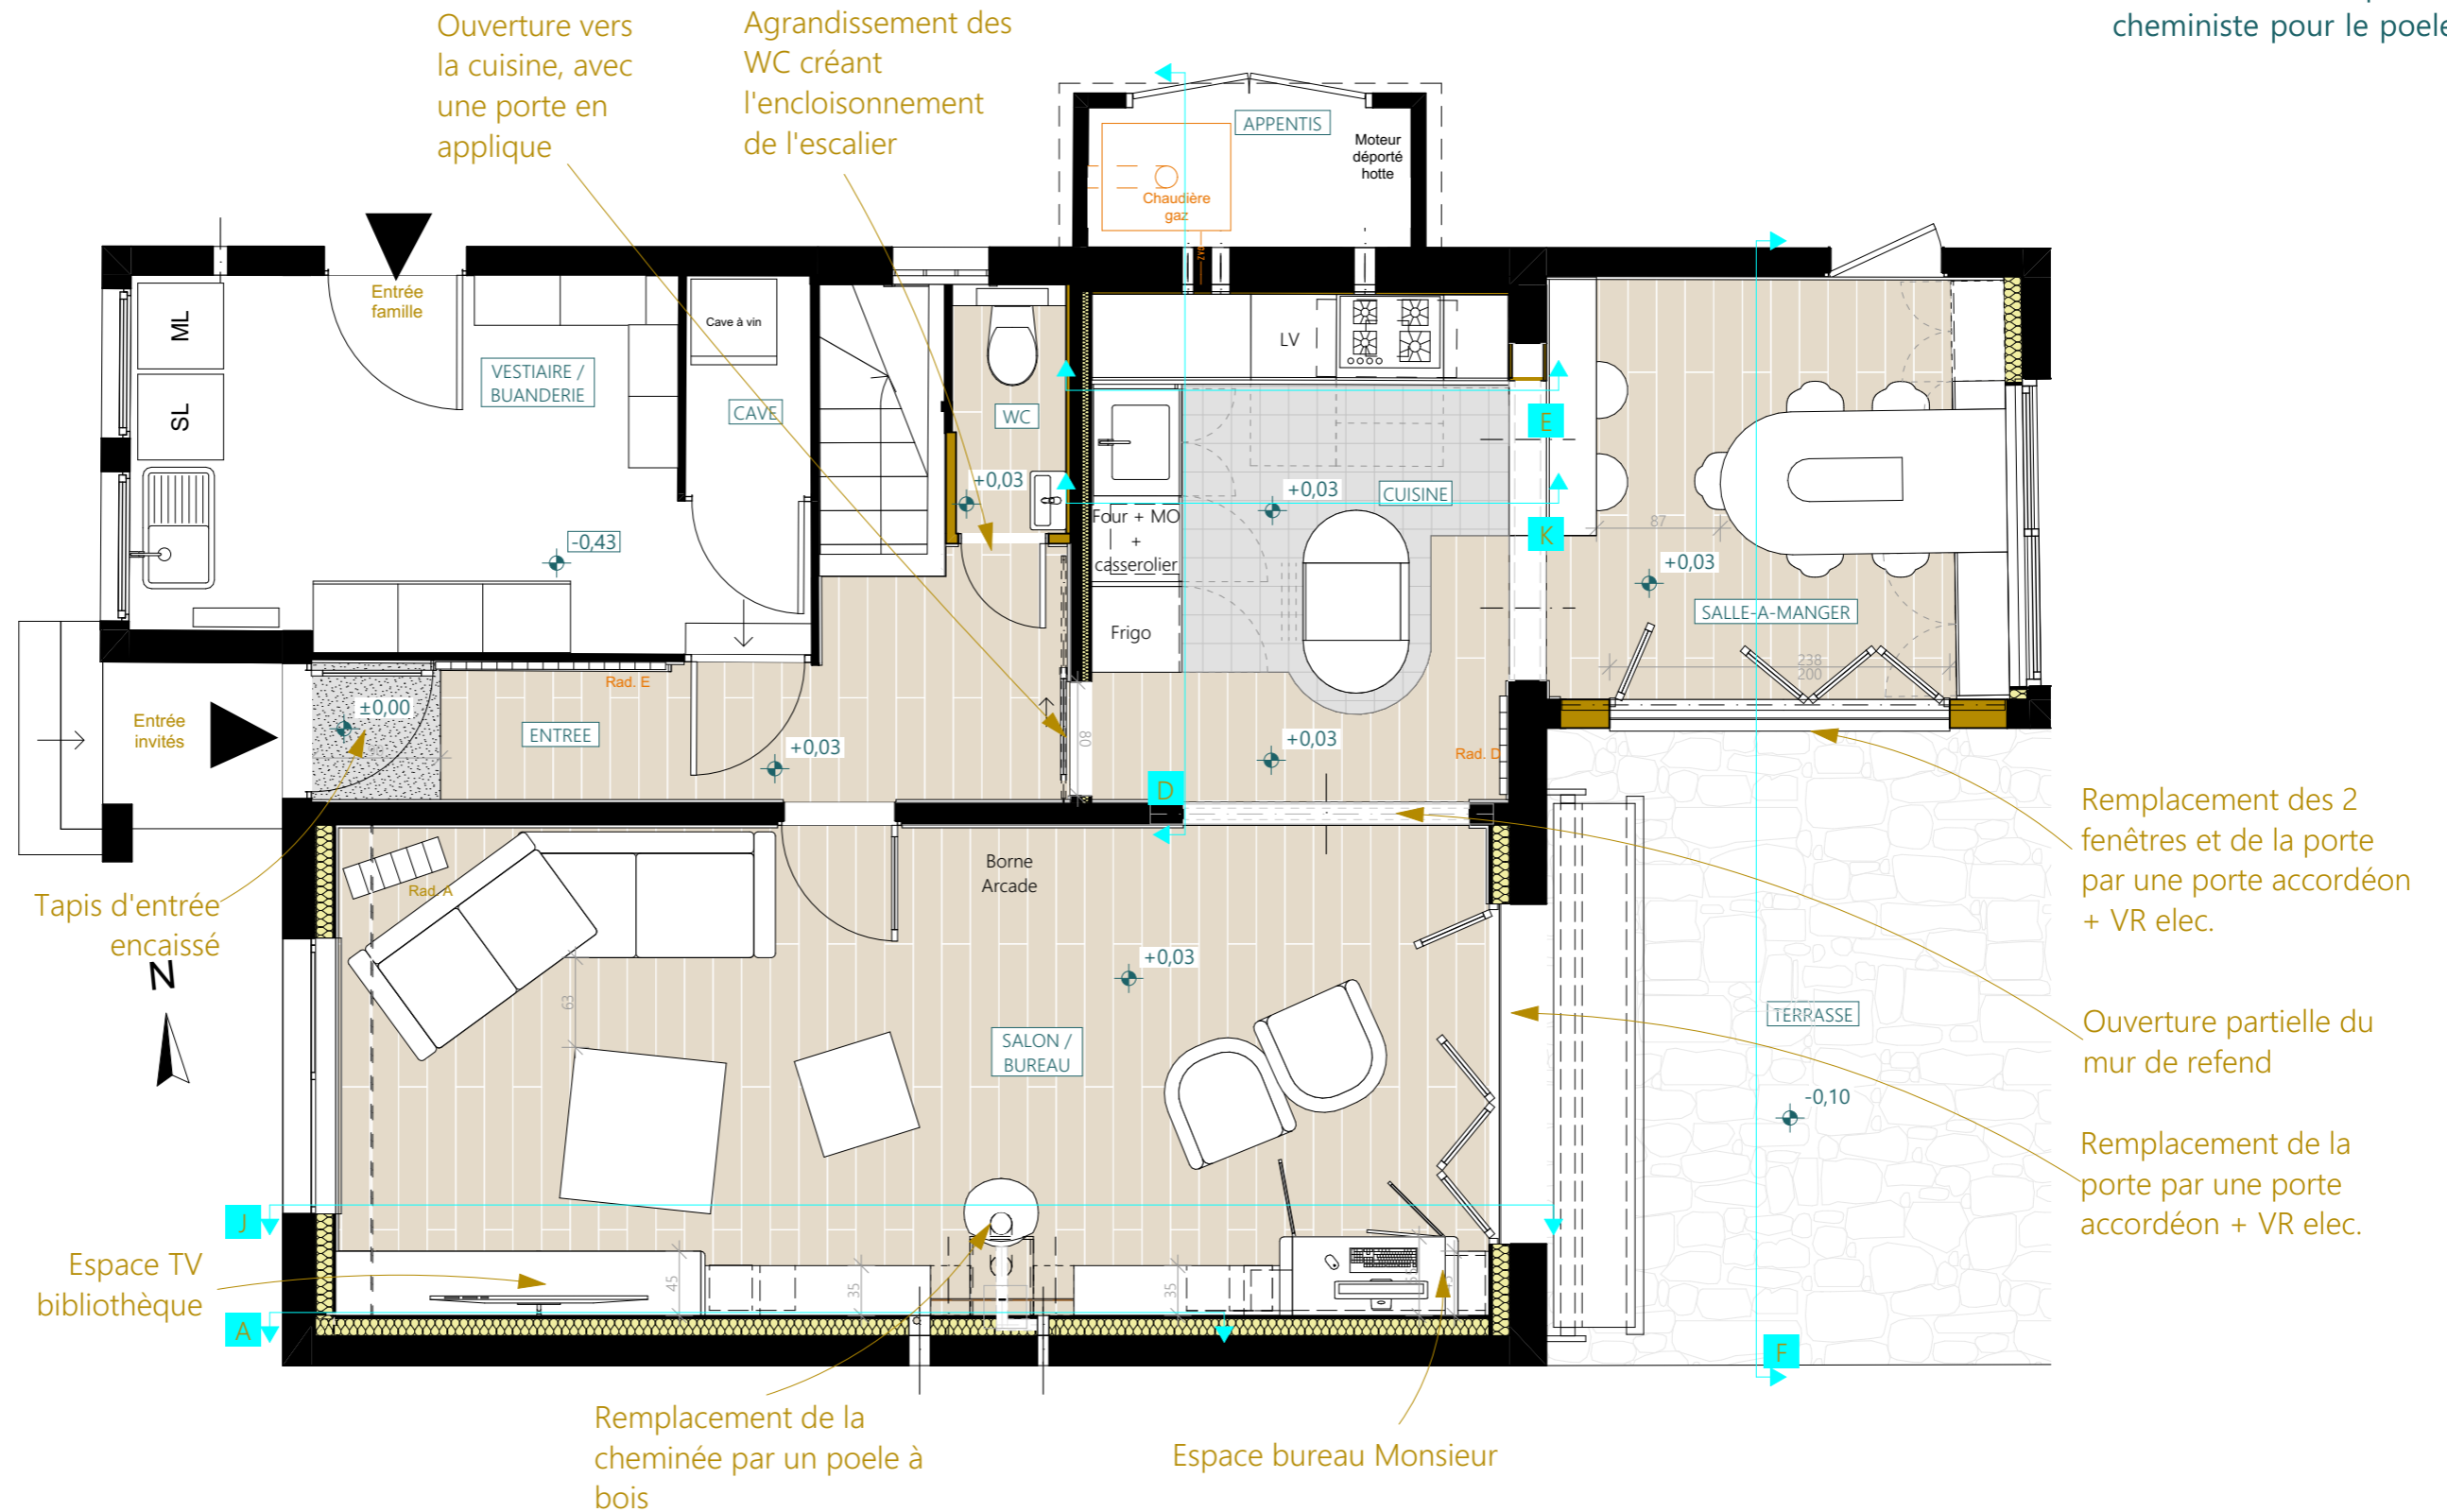 cheministe pour le poele
Ouverture vers
la cuisine, avec
une porte en
applique
Agrandissement des
WC créant
l'encloisonnement
de l'escalier
APPENTIS
Moteur
déporté
hotte
Chaudière
gaz
Entrée
famille
ML
SL
VESTIAIRE /
BUANDERIE
Cave à vin
CAVE
WC
LV
+0,03
+0,03
CUISINE
E
K
Four + MO
+
casserolier
Frigo
-0,43
87
+0,03
SALLE-A-MANGER
238
200
Rad. E
±0,00
Entrée
invités
ENTREE
+0,03
80
+0,03
Rad. D
D
Borne
Arcade
Rad. A
Tapis d'entrée
encaissé
N
63
+0,03
SALON /
BUREAU
TERRASSE
-0,10
Remplacement des 2
fenêtres et de la porte
par une porte accordéon
+ VR elec.
Ouverture partielle du
mur de refend
Remplacement de la
porte par une porte
accordéon + VR elec.
J
Espace TV
bibliothèque
A
45
35
35
F
Remplacement de la
cheminée par un poele à
bois
Espace bureau Monsieur